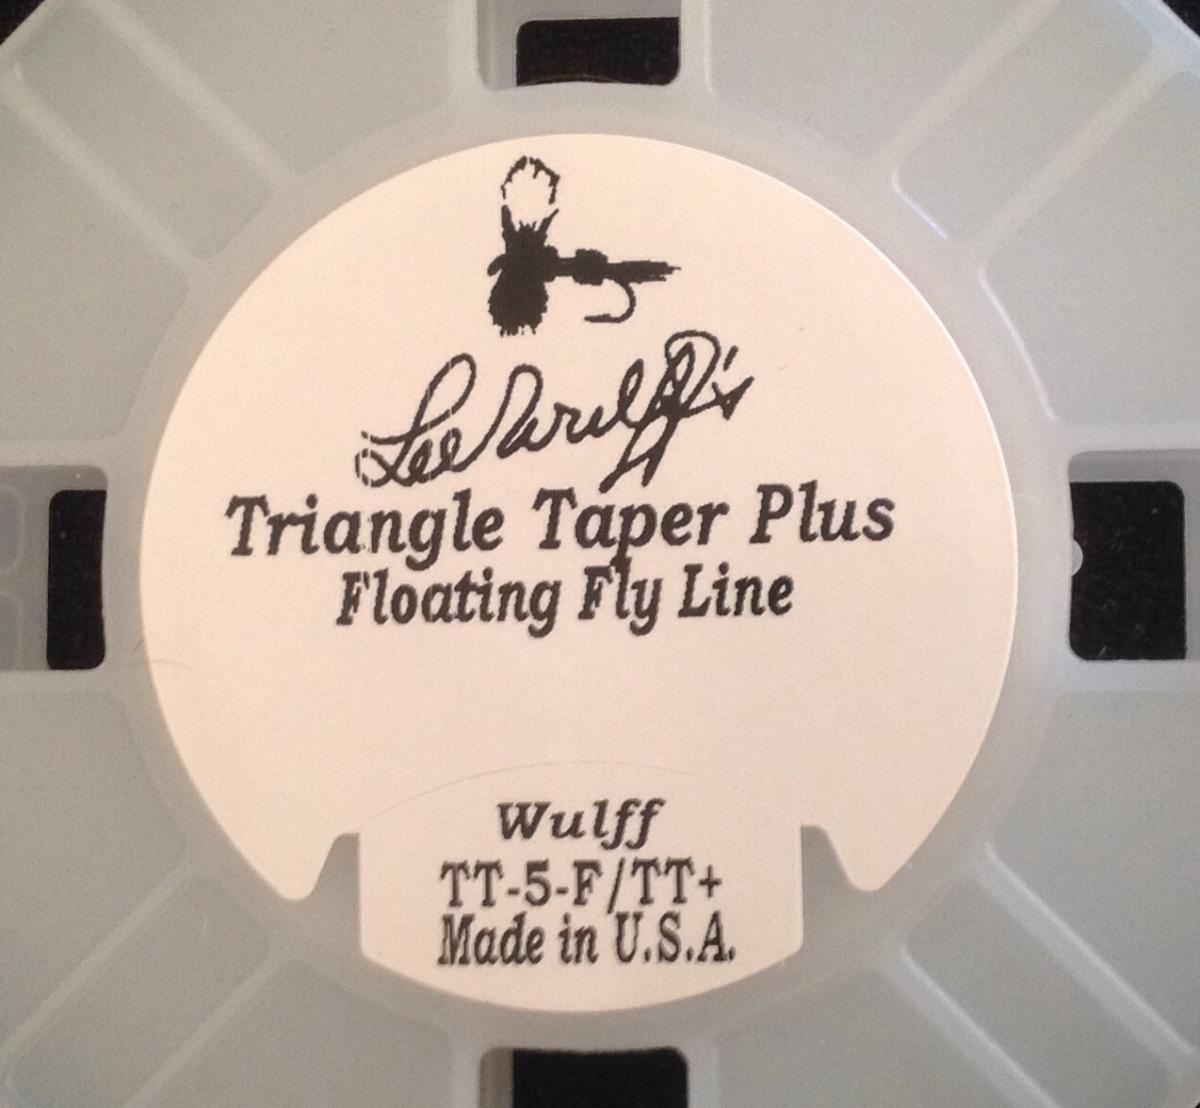 Lee Wulff's
Triangle Taper Plus
Floating Fly Line
Wulff
TT-5-F/TT+
Made in U.S.A.